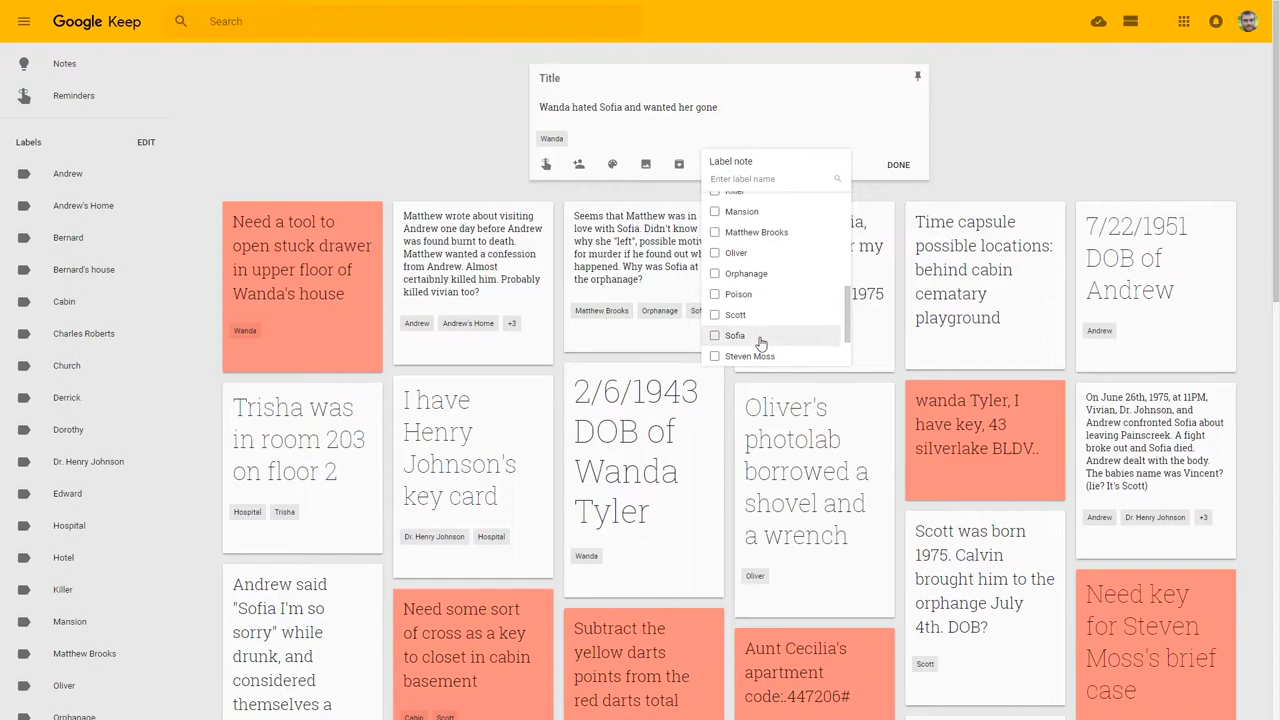 Google Keep
Search
Notes
Reminders
Labels
EDIT
Andrew
Andrew's Home
Bernard
Bernard's house
Cabin
Charles Roberts
Church
Derrick
Dorothy
Dr. Henry Johnson
Edward
Hospital
Hotel
Killer
Mansion
Matthew Brooks
Oliver
Orphanage
Title
Wanda hated Sofia and wanted her gone
Wanda
DONE
Label note
Enter label name
Killer
Mansion
Matthew Brooks
Oliver
Orphanage
Poison
Scott
Sofia
Steven Moss
Need a tool to
open stuck drawer
in upper floor of
Wanda's house
Wanda
Matthew wrote about visiting
Andrew one day before Andrew
was found burnt to death.
Matthew wanted a confession
from Andrew. Almost
certaibnly killed him. Probably
killed vivian too?
Andrew
Andrew's Home
+3
Seems that Matthew was in
love with Sofia. Didn't know
why she "left", possible motiv
for murder if he found out wh
happened. Why was Sofia at
the orphanage?
Matthew Brooks
Orphanage
Sof
ia,
r my
1975
Time capsule
possible locations:
behind cabin
cematary
playground
7/22/1951
DOB of
Andrew
Andrew
Trisha was
in room 203
on floor 2
Hospital
Trisha
I have
Henry
Johnson's
key card
Dr. Henry Johnson
Hospital
2/6/1943
DOB of
Wanda
Tyler
Wanda
Oliver's
photolab
borrowed a
shovel and
a wrench
Oliver
wanda Tyler, I
have key, 43
silverlake BLDV..
On June 26th, 1975, at 11PM,
Vivian, Dr. Johnson, and
Andrew confronted Sofia about
leaving Painscreek. A fight
broke out and Sofia died.
Andrew dealt with the body.
The babies name was Vincent?
(lie? It's Scott)
Andrew
Dr. Henry Johnson
+3
Andrew said
"Sofia I'm so
sorry" while
drunk, and
considered
themselves a
Need some sort
of cross as a key
to closet in cabin
basement
Cabin
Scott
Subtract the
yellow darts
points from the
red darts total
Aunt Cecilia's
apartment
code:.447206#
Scott was born
1975. Calvin
brought him to the
orphange July
4th. DOB?
Scott
Need key
for Steven
Moss's brief
case